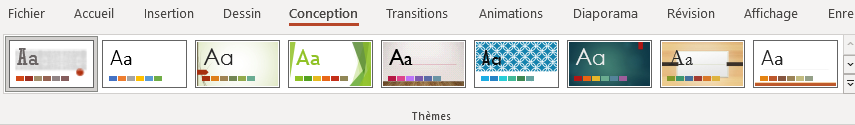 Fichier Accueil Insertion Dessin Conception Transitions Animations Diaporama Révision Affichage Enre
Aa Aa Aa Aa Aa Aa Aa Aa Aa
Thèmes